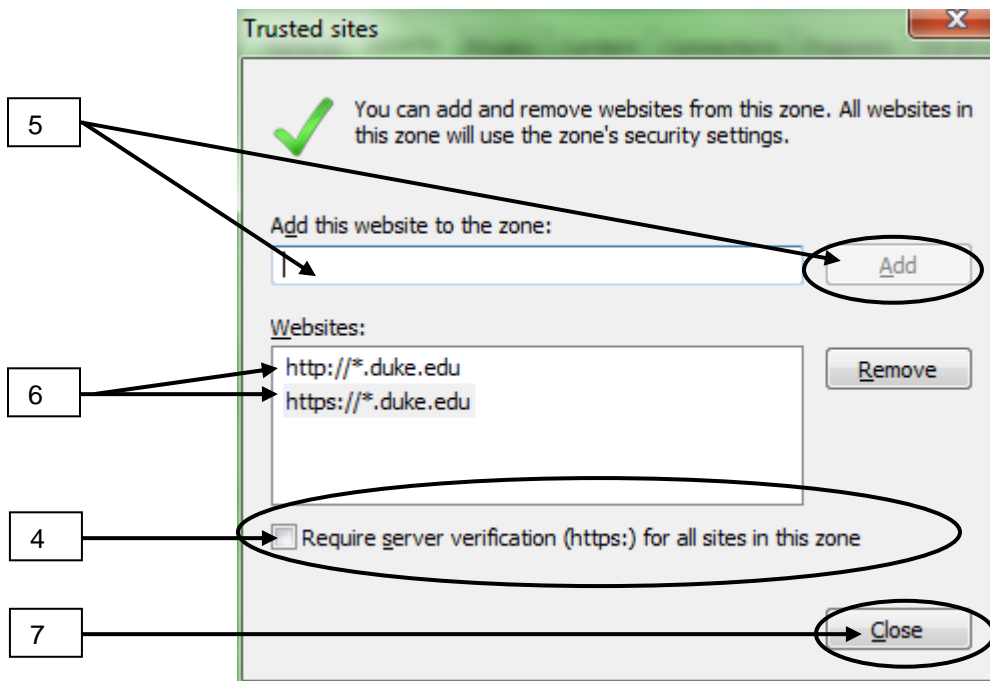 Trusted sites
X
5
You can add and remove websites from this zone. All websites in
this zone will use the zone's security settings.
Add this website to the zone:
Add
Websites:
6
http://*.duke.edu
https://*.duke.edu
Remove
4
Require server verification (https:) for all sites in this zone
7
Close